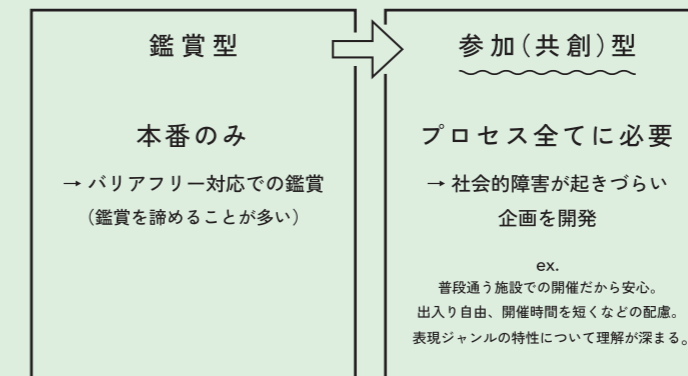 鑑賞型
本番のみ
→ バリアフリー対応での鑑賞
（鑑賞を諦めることが多い）
参加（共創）型
プロセス全てに必要
→ 社会的障害が起きづらい
企画を開発
ex.
普段通う施設での開催だから安心。
出入り自由、開催時間を短くなどの配慮。
表現ジャンルの特性について理解が深まる。